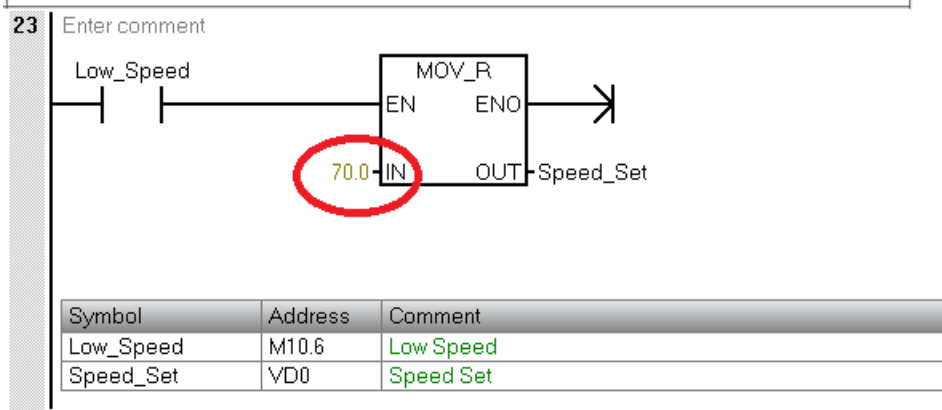 23 Enter comment
Low_Speed MOV_R
EN ENO
70.0 IN OUT Speed_Set
Symbol Address Comment
Low_Speed M10.6 Low Speed
Speed_Set VD0 Speed Set